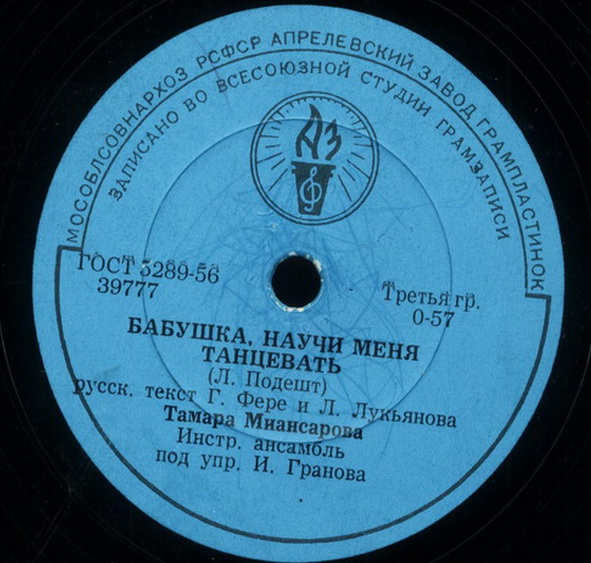 МОСОБЛСОВНАРХОЗ РСФСР АПРЕЛЕВСКИЙ ЗАВОД ГРАМПЛАСТИНОК
ЗАПИСАНО ВО ВСЕСОЮЗНОЙ СТУДИИ ГРАМЗАПИСИ
АЗ
ГОСТ 5289-56
39777
Третья гр.
0-57
БАБУШКА, НАУЧИ МЕНЯ
ТАНЦЕВАТЬ
(Л. Подешт)
русск. текст Г. Фере и Л. Лукьянова
Тамара Миансарова
Инстр. ансамбль
под упр. И. Гранова